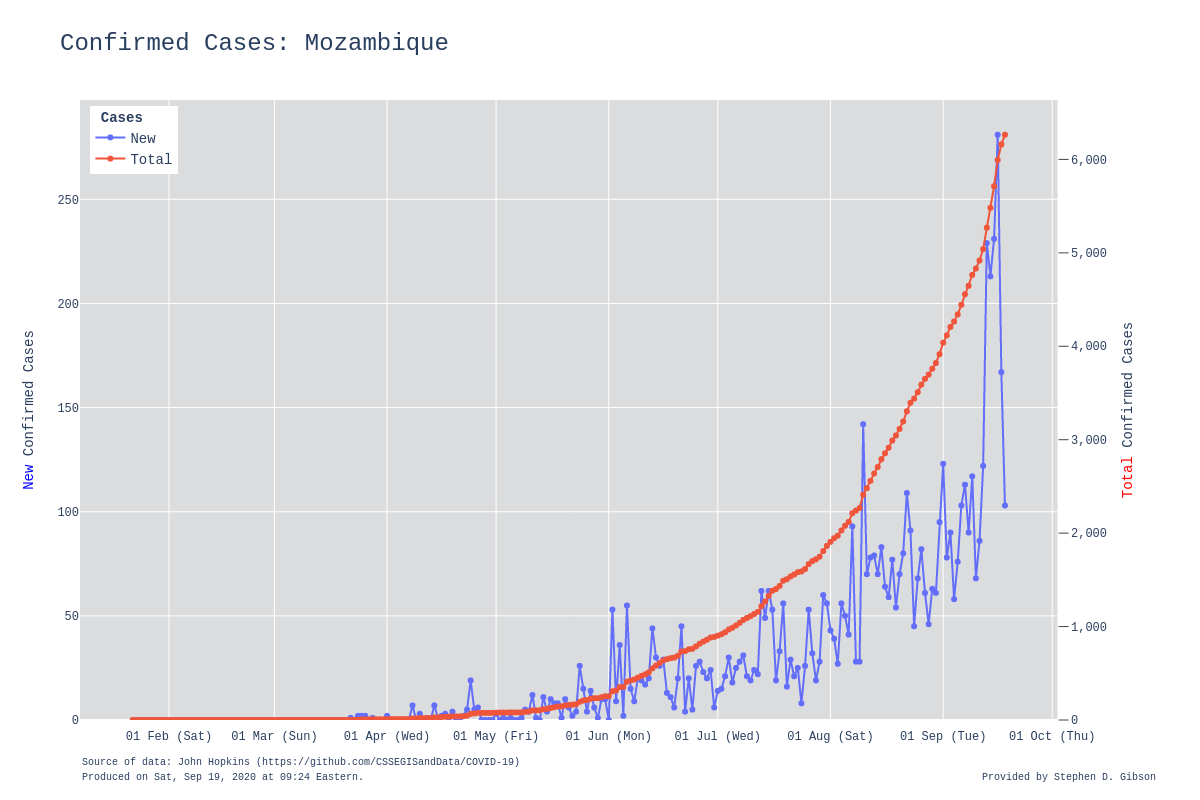 Confirmed Cases: Mozambique
Cases
New
Total
250
200
150
100
50
0
6,000
5,000
4,000
3,000
2,000
1,000
0
New Confirmed Cases
Total Confirmed Cases
01 Feb (Sat) 01 Mar (Sun) 01 Apr (Wed) 01 May (Fri) 01 Jun (Mon) 01 Jul (Wed) 01 Aug (Sat) 01 Sep (Tue) 01 Oct (Thu)
Source of data: John Hopkins (https://github.com/CSSEGISandData/COVID-19)
Produced on Sat, Sep 19, 2020 at 09:24 Eastern.
Provided by Stephen D. Gibson